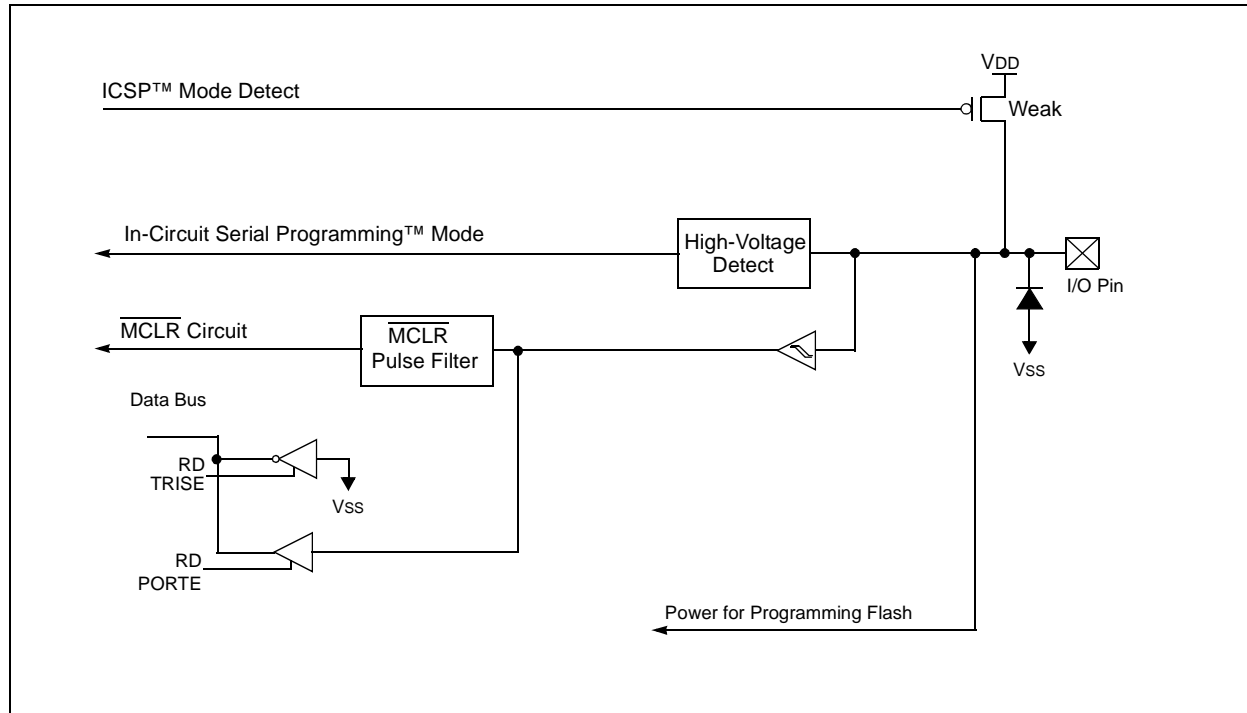 VDD
ICSP™ Mode Detect
Weak
In-Circuit Serial Programming™ Mode
High-Voltage
Detect
I/O Pin
MCLR Circuit
MCLR
Pulse Filter
VSS
Data Bus
RD
TRISE
VSS
RD
PORTE
Power for Programming Flash